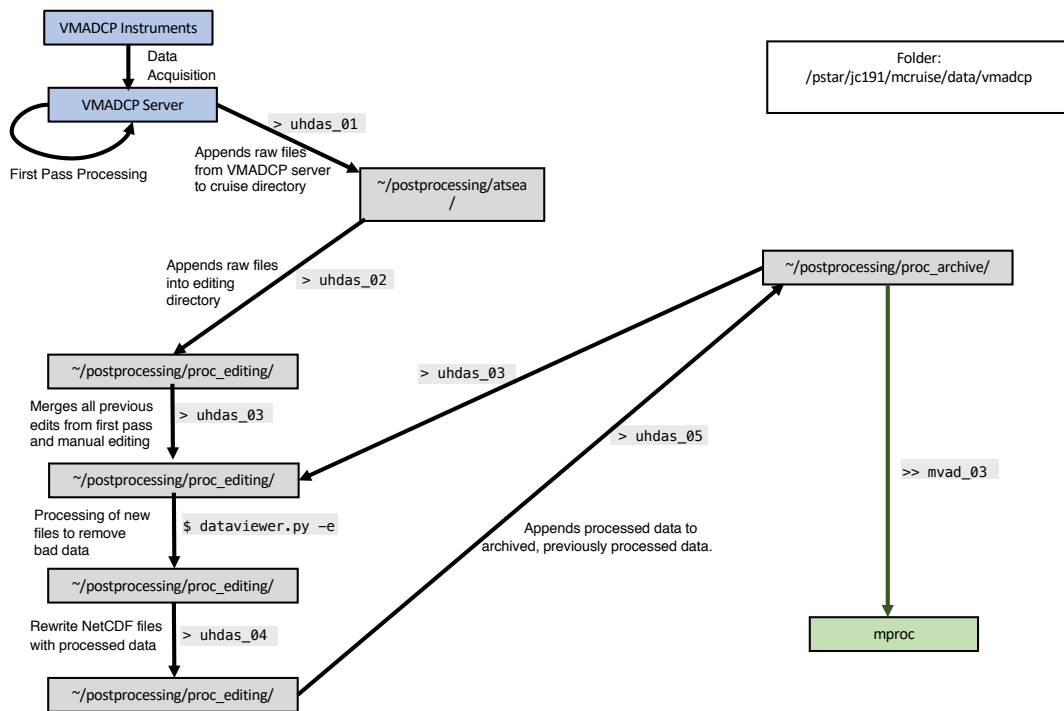 VMADCP Instruments
Data
Acquisition
Folder:
/pstar/jc191/mcruise/data/vmadcp
VMADCP Server
> uhdas_01
First Pass Processing
Appends raw files
from VMADCP server
to cruise directory
~/postprocessing/atsea
/
Appends raw files
into editing
directory
> uhdas_02
~/postprocessing/proc_archive/
~/postprocessing/proc_editing/
> uhdas_03
Merges all previous
edits from first pass
and manual editing
> uhdas_03
> uhdas_05
~/postprocessing/proc_editing/
>> mvad_03
Processing of new
files to remove
bad data
$ dataviewer.py –e
Appends processed data to
archived, previously processed data.
~/postprocessing/proc_editing/
Rewrite NetCDF files
with processed data
> uhdas_04
mproc
~/postprocessing/proc_editing/